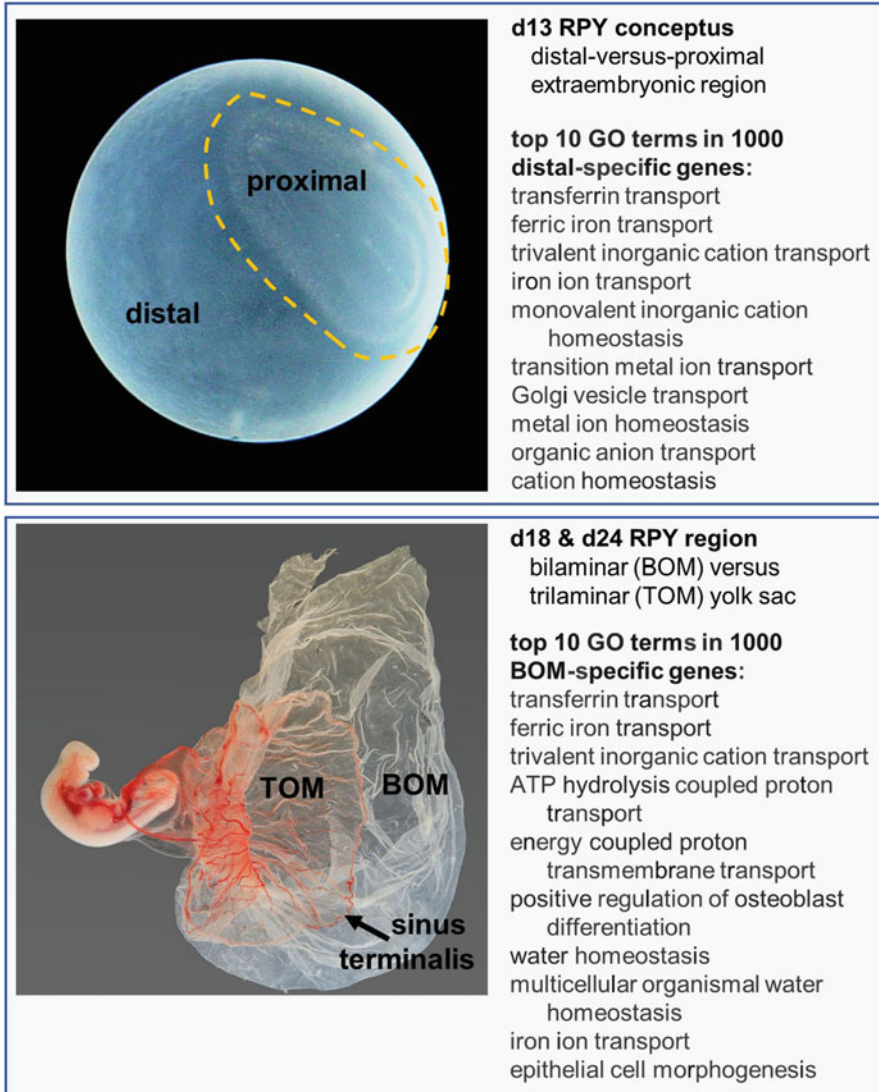 proximal
distal
d13 RPY conceptus
distal-versus-proximal
extraembryonic region
top 10 GO terms in 1000
distal-specific genes:
transferrin transport
ferric iron transport
trivalent inorganic cation transport
iron ion transport
monovalent inorganic cation
homeostasis
transition metal ion transport
Golgi vesicle transport
metal ion homeostasis
organic anion transport
cation homeostasis
TOM
BOM
sinus
terminalis
d18 & d24 RPY region
bilaminar (BOM) versus
trilaminar (TOM) yolk sac
top 10 GO terms in 1000
BOM-specific genes:
transferrin transport
ferric iron transport
trivalent inorganic cation transport
ATP hydrolysis coupled proton
transport
energy coupled proton
transmembrane transport
positive regulation of osteoblast
differentiation
water homeostasis
multicellular organismal water
homeostasis
iron ion transport
epithelial cell morphogenesis